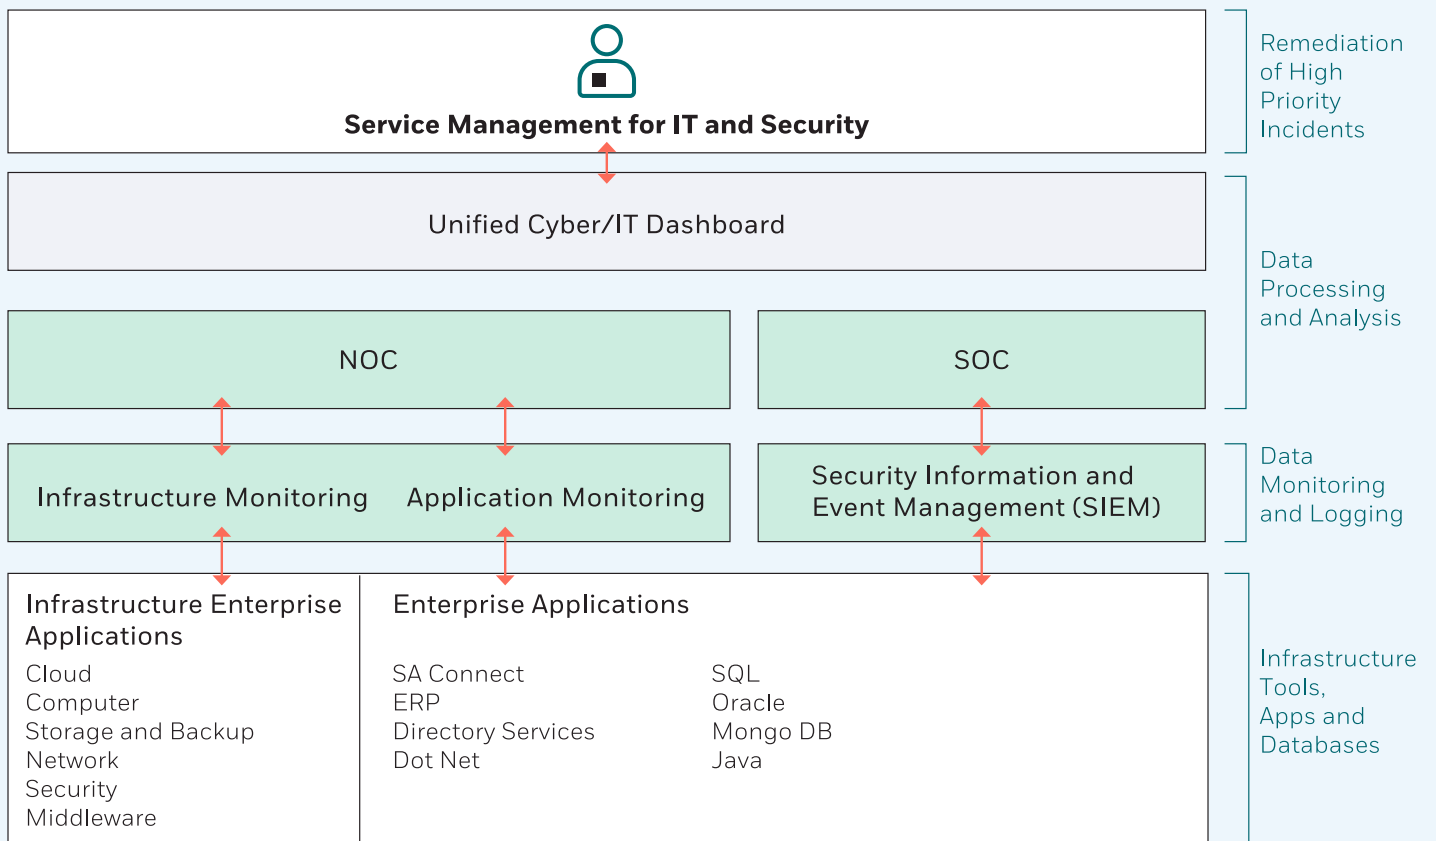 Remediation
of High
Priority
Incidents
Service Management for IT and Security
Unified Cyber/IT Dashboard
Data
Processing
and Analysis
NOC
SOC
Infrastructure Monitoring
Application Monitoring
Security Information and
Event Management (SIEM)
Data
Monitoring
and Logging
Infrastructure Enterprise
Applications
Cloud
Computer
Storage and Backup
Network
Security
Middleware
Enterprise Applications
SA Connect
ERP
Directory Services
Dot Net
SQL
Oracle
Mongo DB
Java
Infrastructure
Tools,
Apps and
Databases